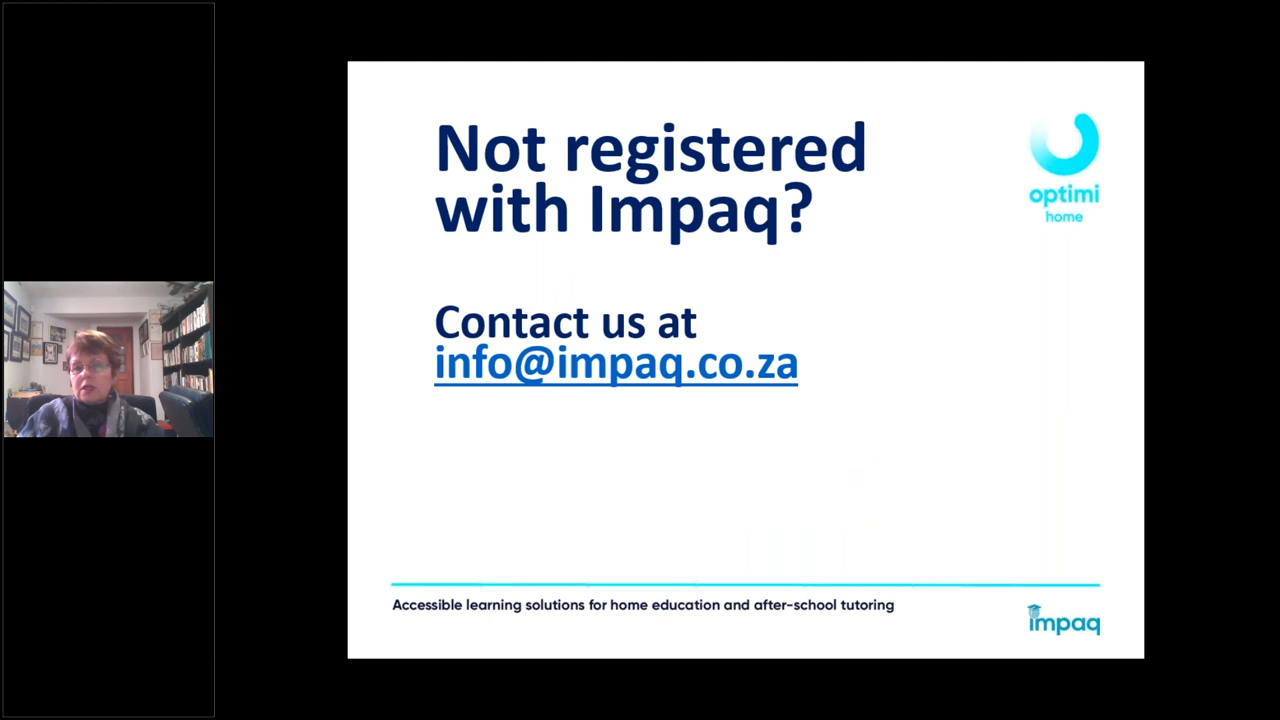 Not registered
with Impaq?
optimi
home
Contact us at
info@impaq.co.za
Accessible learning solutions for home education and after-school tutoring
impaq